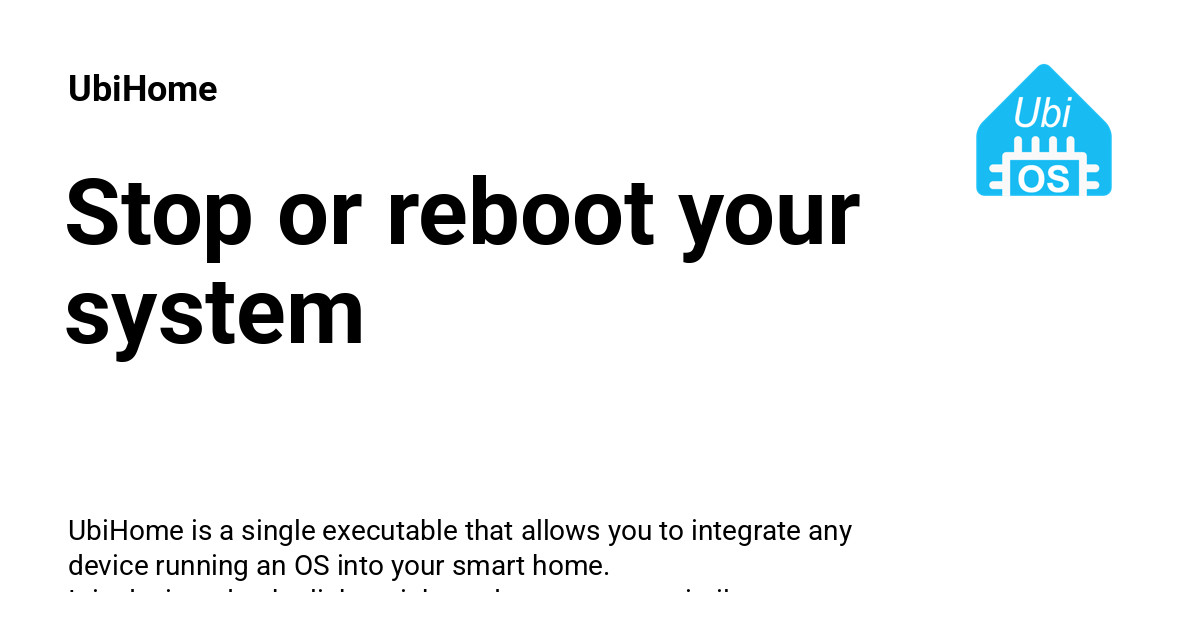 UbiHome
Ubi
OS
Stop or reboot your
system
UbiHome is a single executable that allows you to integrate any
device running an OS into your smart home.